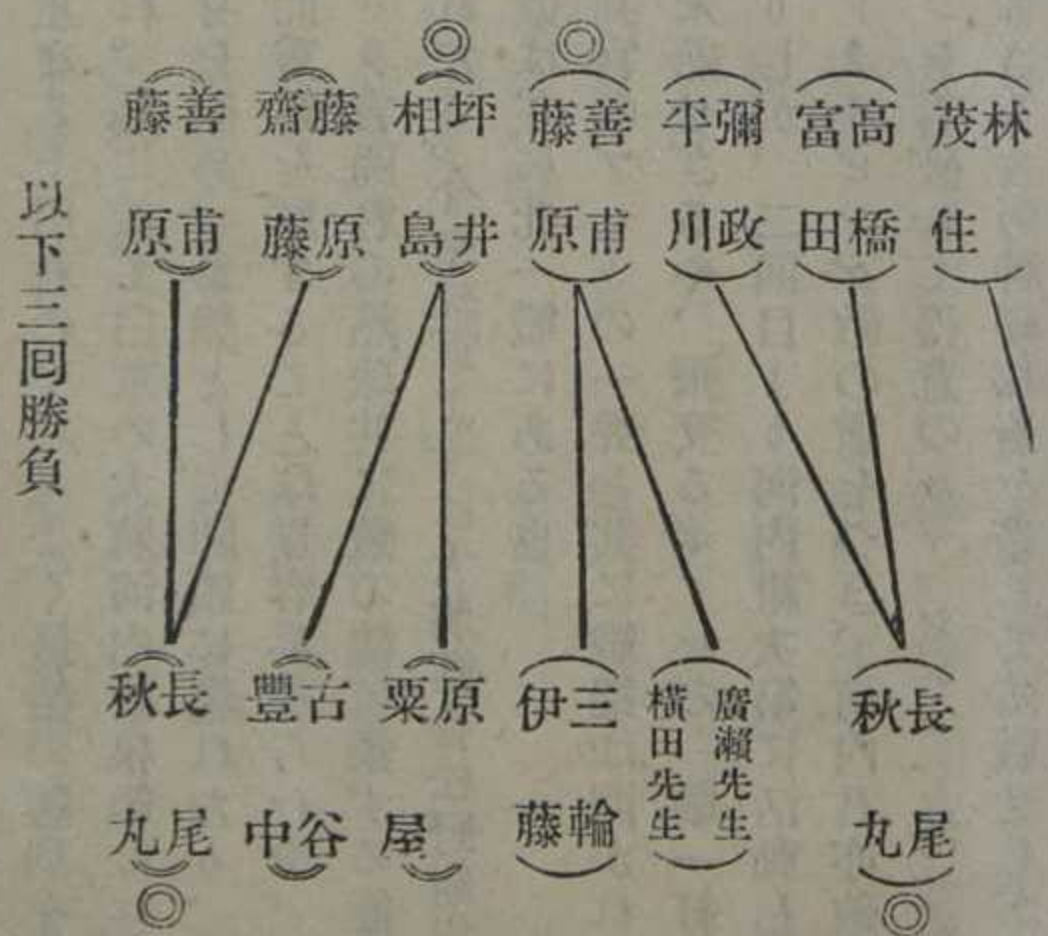 林
茂住
高橋
富田
彌政
平川
◎
善甫
藤原
◎
坪井
相島
藤原
齋藤
善甫
藤原
長尾
秋丸
◎
廣瀨先生
橫田先生
三輪
伊藤
原
粟屋
古谷
豐中
長尾
秋丸
◎
以下三囘勝負